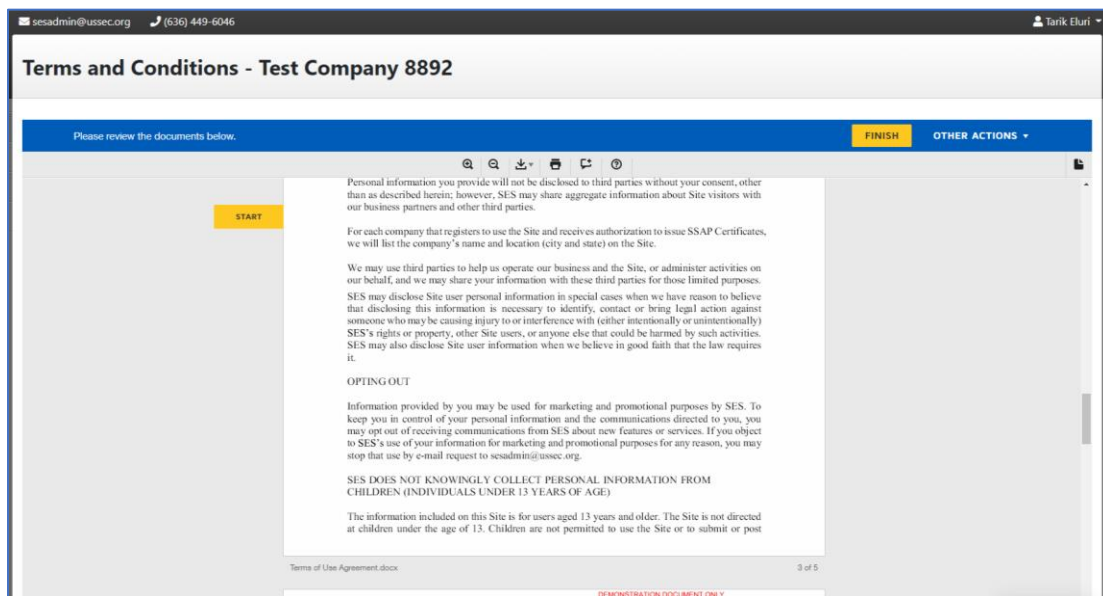 sesadmin@ussec.org (636) 449-6046 Tarik Eluri
Terms and Conditions - Test Company 8892
Please review the documents below. FINISH OTHER ACTIONS
START
Personal information you provide will not be disclosed to third parties without your consent, other
than as described herein; however, SES may share aggregate information about Site visitors with
our business partners and other third parties.
For each company that registers to use the Site and receives authorization to issue SSAP Certificates,
we will list the company's name and location (city and state) on the Site.
We may use third parties to help us operate our business and the Site, or administer activities on
our behalf, and we may share your information with these third parties for those limited purposes.
SES may disclose Site user personal information in special cases when we have reason to believe
that disclosing this information is necessary to identify, contact or bring legal action against
someone who may be causing injury to or interference with (either intentionally or unintentionally)
SES's rights or property, other Site users, or anyone else that could be harmed by such activities.
SES may also disclose Site user information when we believe in good faith that the law requires
it.
OPTING OUT
Information provided by you may be used for marketing and promotional purposes by SES. To
keep you in control of your personal information and the communications directed to you, you
may opt out of receiving communications from SES about new features or services. If you object
to SES's use of your information for marketing and promotional purposes for any reason, you may
stop that use by e-mail request to sesadmin@ussec.org.
SES DOES NOT KNOWINGLY COLLECT PERSONAL INFORMATION FROM
CHILDREN (INDIVIDUALS UNDER 13 YEARS OF AGE)
The information included on this Site is for users aged 13 years and older. The Site is not directed
at children under the age of 13. Children are not permitted to use the Site or to submit or post
Terms of Use Agreement.docx 3 of 5
DEMONSTRATION DOCUMENT ONLY